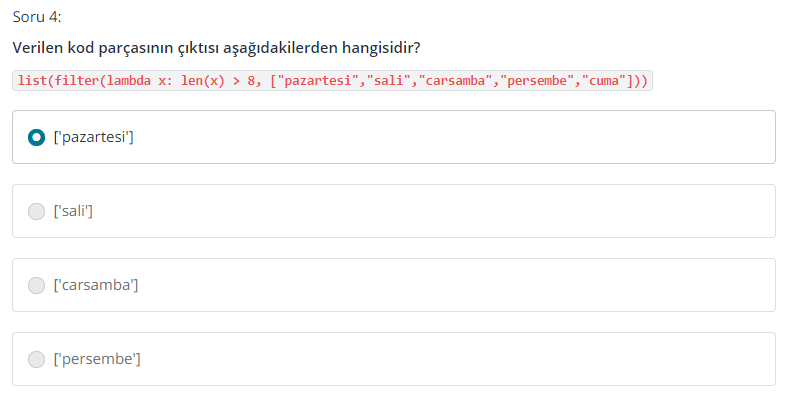 Soru 4:
Verilen kod parçasının çıktısı aşağıdakilerden hangisidir?
list(filter(lambda x: len(x) > 8, ["pazartesi","sali","carsamba","persembe","cuma"]))
['pazartesi']
['sali']
['carsamba']
['persembe']